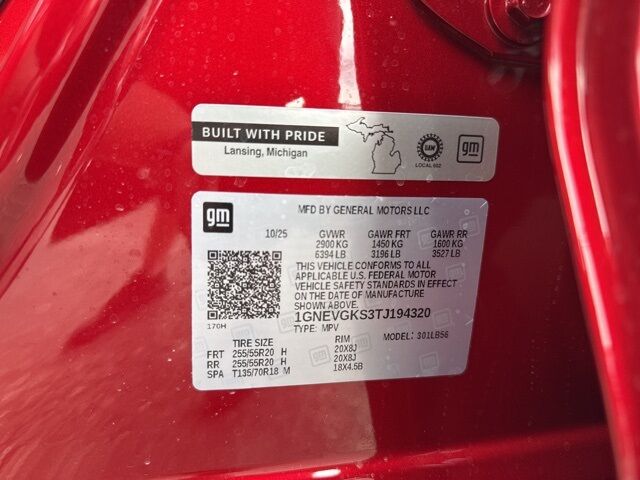 BUILT WITH PRIDE
Lansing, Michigan
UAW
LOCAL 602
gm
gm
MFD BY GENERAL MOTORS LLC
10/25 GVWR GAWR FRT GAWR RR
2900 KG 1450 KG 1600 KG
6394 LB 3196 LB 3527 LB
THIS VEHICLE CONFORMS TO ALL
APPLICABLE U.S. FEDERAL MOTOR
VEHICLE SAFETY STANDARDS IN EFFECT
ON THE DATE OF MANUFACTURE
SHOWN ABOVE
1GNEVGKS3TJ194320
170H
TYPE: MPV MODEL: 301LB56
TIRE SIZE RIM
FRT 255/55R20 H 20X8J
RR 255/55R20 H 20X8J
SPA T135/70R18 M 18X4.5B